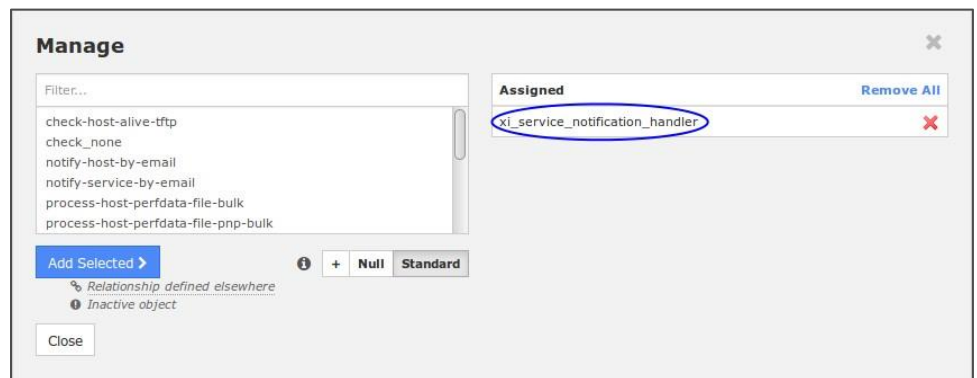 Manage
Filter...
check-host-alive-tftp
check_none
notify-host-by-email
notify-service-by-email
process-host-perfdata-file-bulk
process-host-perfdata-file-pnp-bulk
Add Selected
+ Null Standard
Relationship defined elsewhere
Inactive object
Close
Assigned Remove All
xi_service_notification_handler